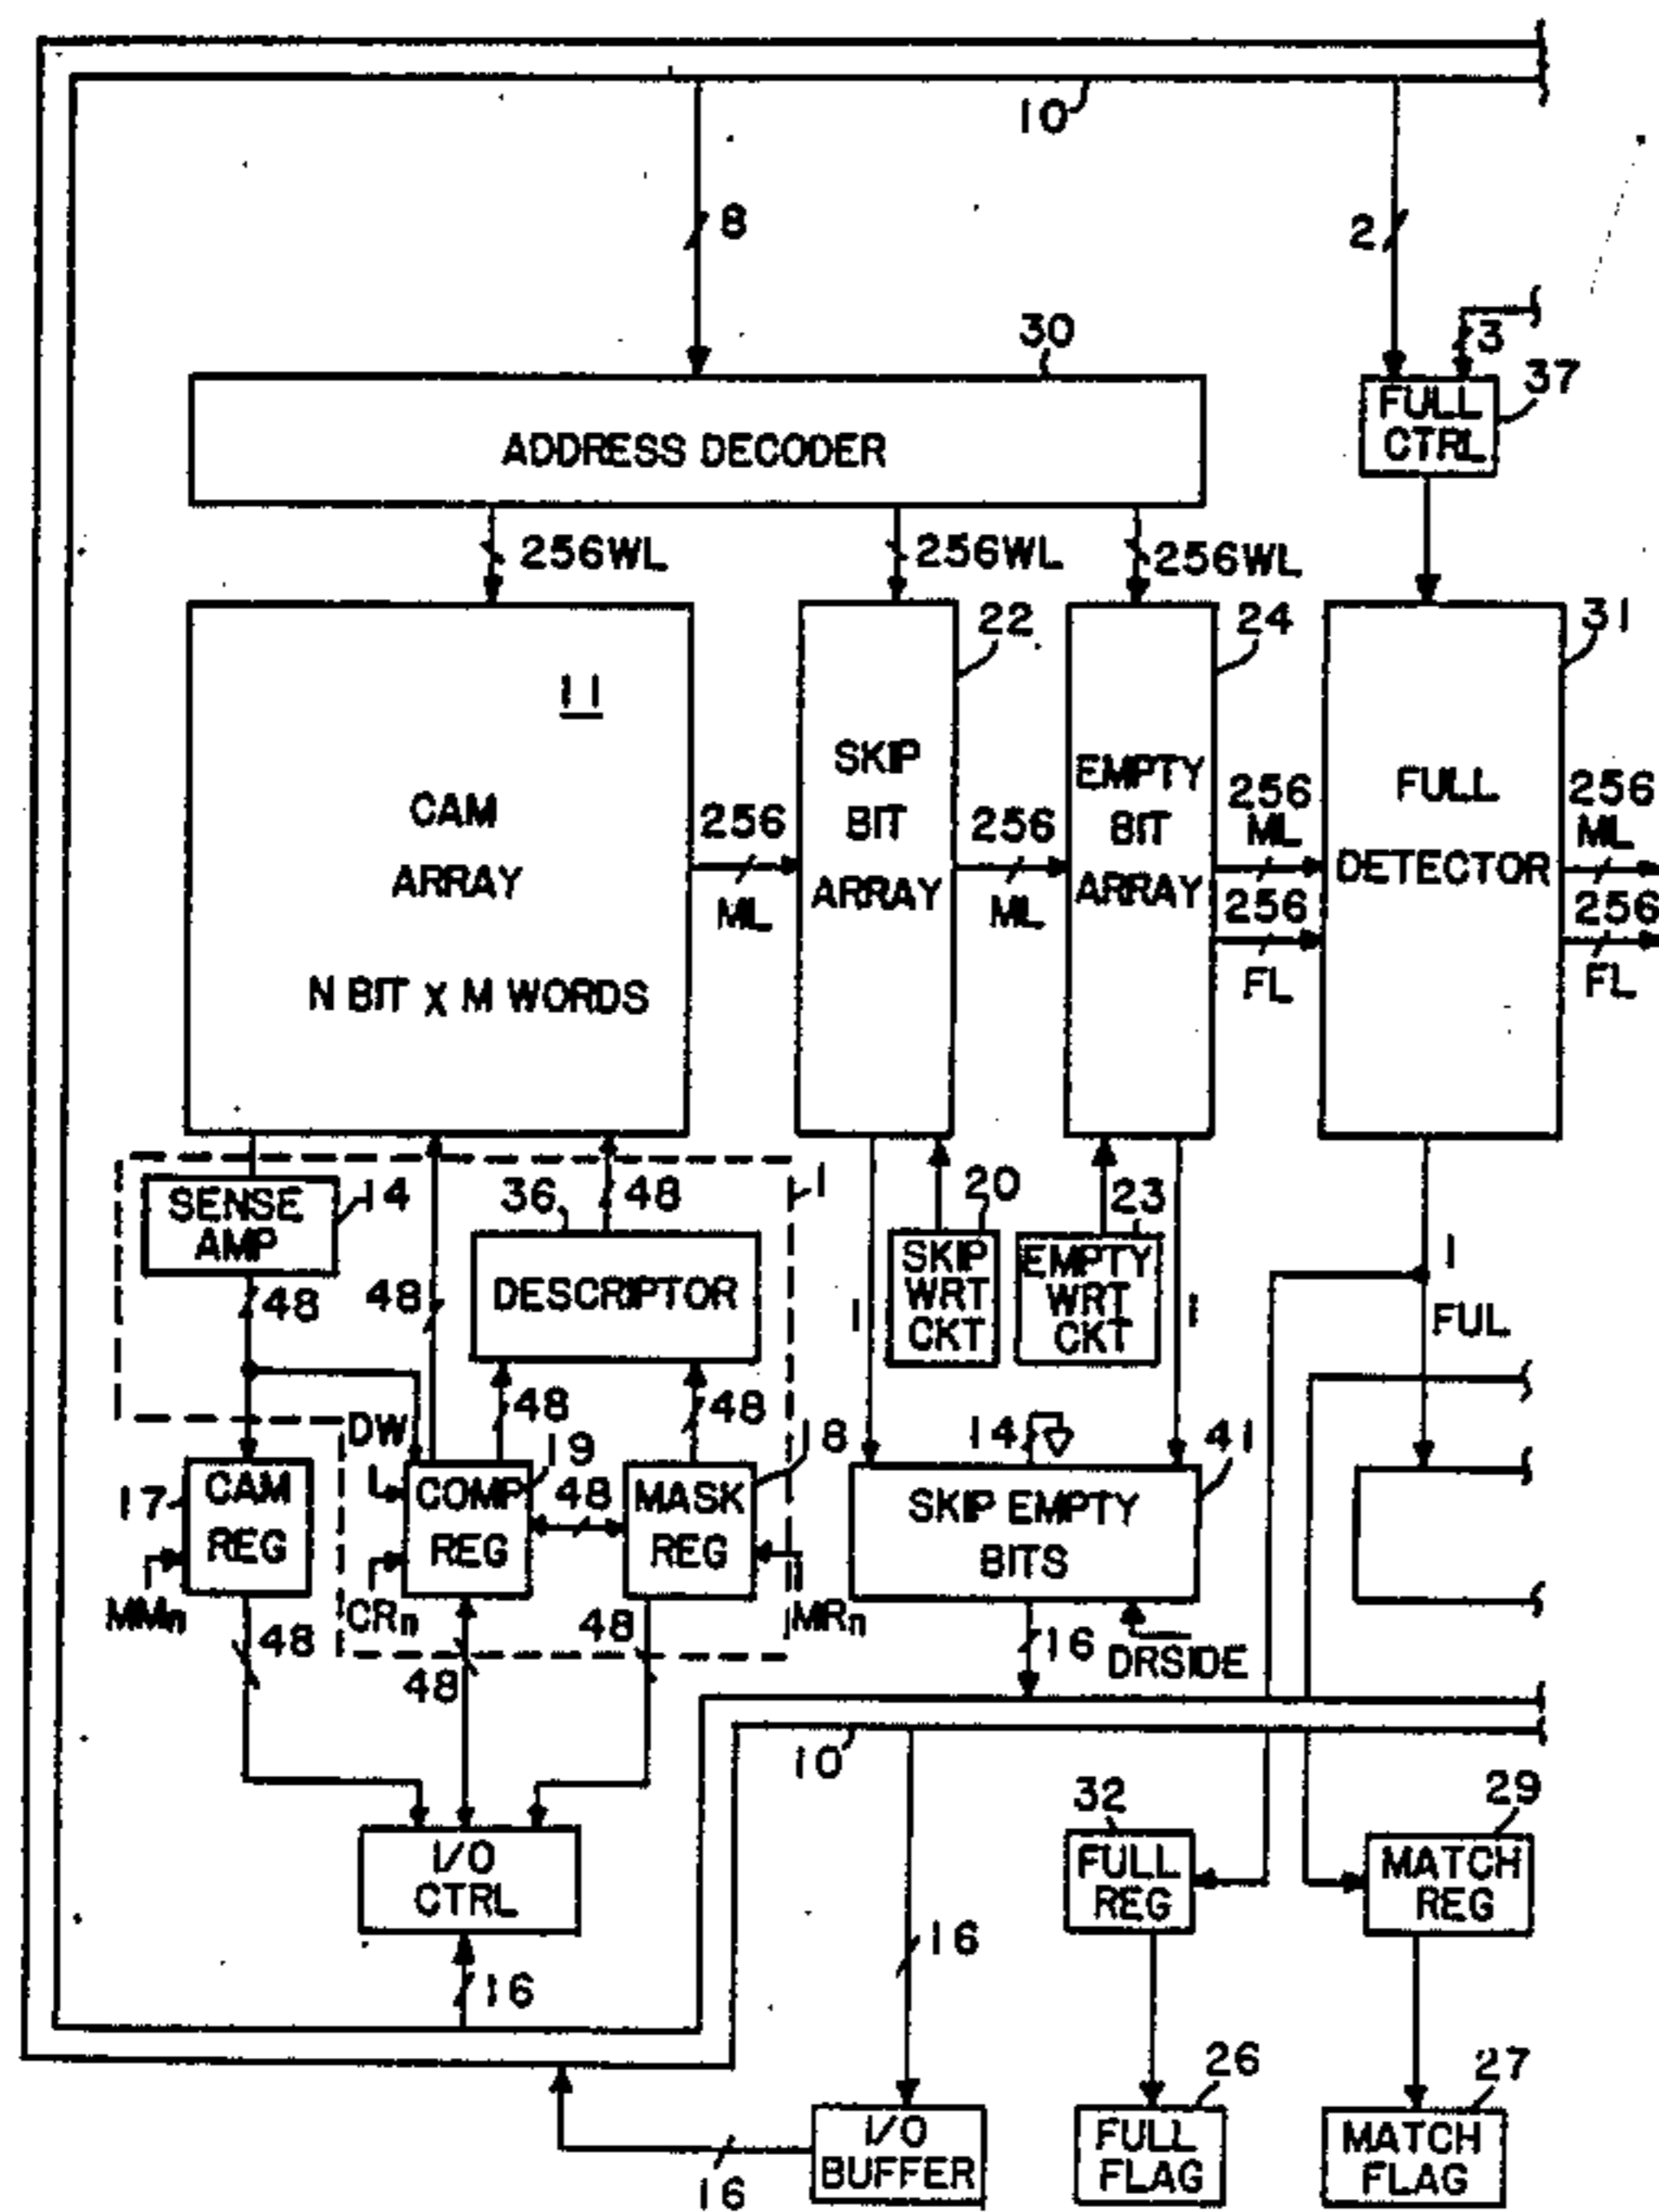 10
8
2
3
30
37
FULL
CTRL
ADDRESS DECODER
256WL
256WL
256WL
22
24
31
11
CAM
ARRAY
N BIT x M WORDS
256
ML
SKIP
BIT
ARRAY
256
ML
EMPTY
BIT
ARRAY
256
ML
256
FL
FULL
DETECTOR
256
ML
256
FL
SENSE
AMP
14
36
48
1
20
23
48
48
DESCRIPTOR
SKIP
WRT
CKT
EMPTY
WRT
CKT
1
1
1
FUL
48
48
DW
19
18
14
41
17
CAM
REG
COMP
REG
48
MASK
REG
SKIP EMPTY
BITS
MMn
CRn
MRn
48
48
48
16
DRSIDE
10
I/O
CTRL
32
FULL
REG
29
MATCH
REG
16
16
26
27
I/O
BUFFER
FULL
FLAG
MATCH
FLAG
16